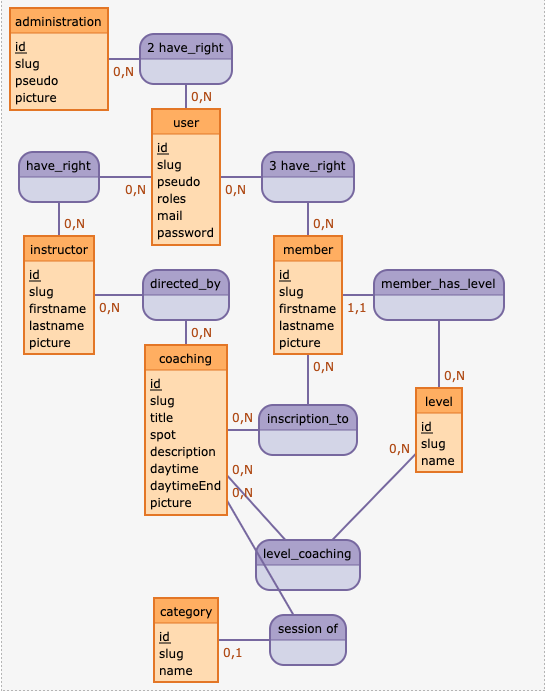 administration
id
slug
pseudo
picture
0,N
2 have_right
0,N
user
id
slug
pseudo
roles
mail
password
have_right
0,N
0,N
3 have_right
0,N
0,N
instructor
id
slug
firstname
lastname
picture
0,N
directed_by
0,N
member
id
slug
firstname
lastname
picture
1,1
member_has_level
0,N
0,N
coaching
id
slug
title
spot
description
daytime
daytimeEnd
picture
0,N
0,N
0,N
inscription_to
level
id
slug
name
0,N
level_coaching
category
id
slug
name
0,1
session of